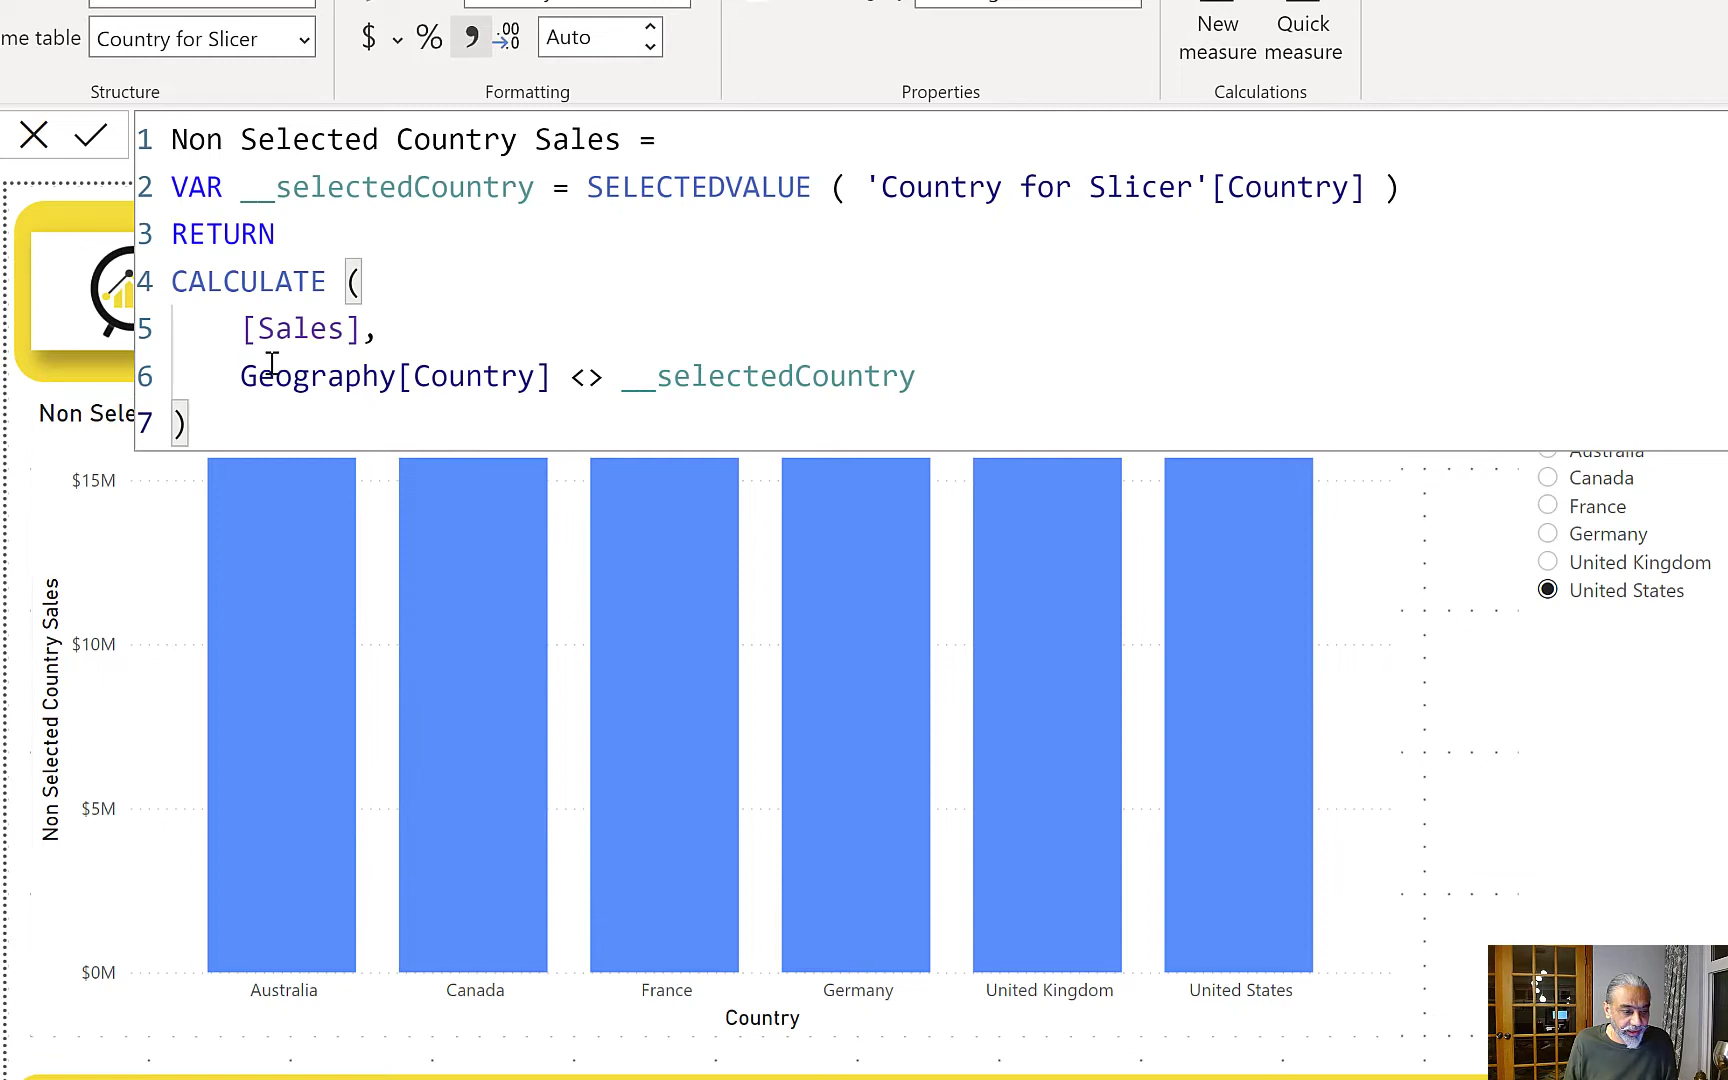 me table
Country for Slicer
$
%
,
.00
.0
Auto
New measure
Quick measure
Structure
Formatting
Properties
Calculations
1 Non Selected Country Sales =
2 VAR __selectedCountry = SELECTEDVALUE ( 'Country for Slicer'[Country] )
3 RETURN
4 CALCULATE (
5 [Sales],
6 Geography[Country] <> __selectedCountry
7 )
Non Sele
Australia
Canada
France
Germany
United Kingdom
United States
Non Selected Country Sales
$15M
$10M
$5M
$0M
Australia
Canada
France
Germany
United Kingdom
United States
Country